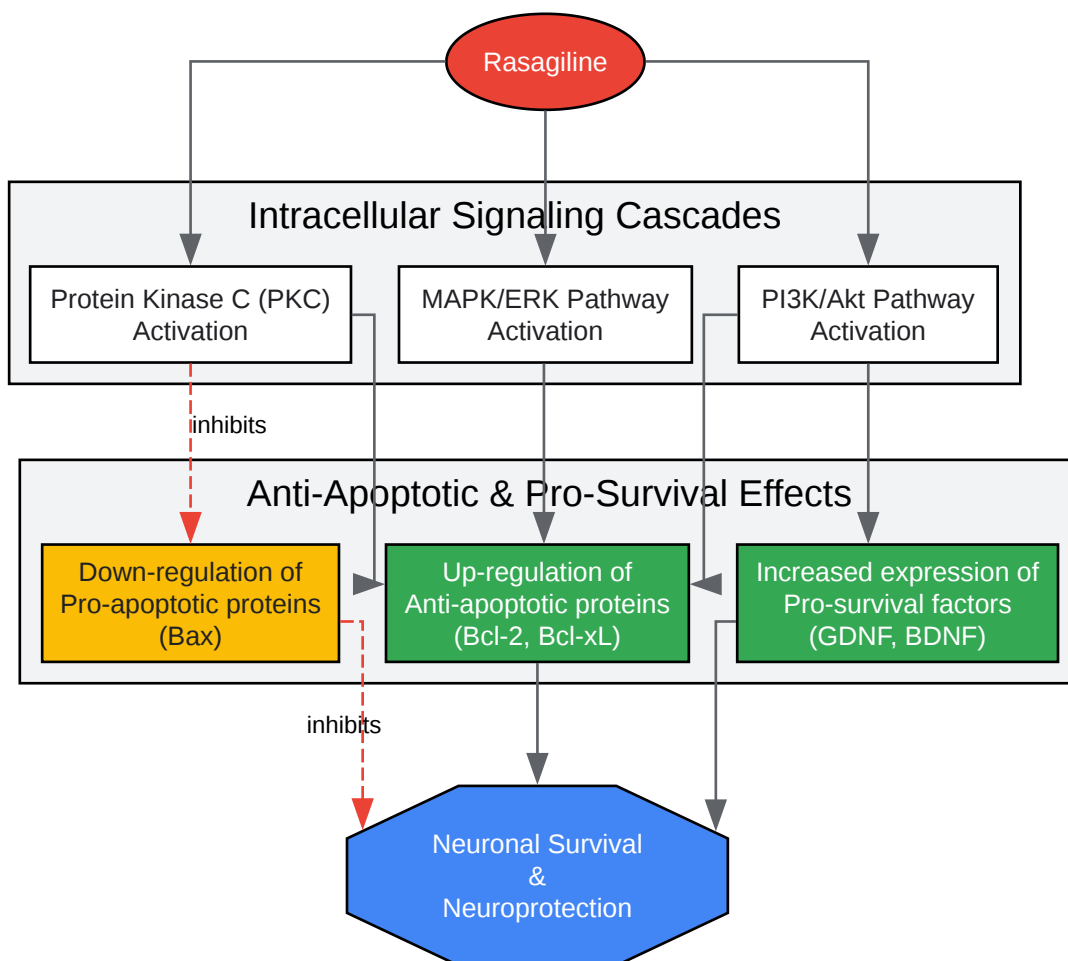 Rasagiline
Intracellular Signaling Cascades
Protein Kinase C (PKC)
Activation
MAPK/ERK Pathway
Activation
PI3K/Akt Pathway
Activation
inhibits
Anti-Apoptotic & Pro-Survival Effects
Down-regulation of
Pro-apoptotic proteins
(Bax)
Up-regulation of
Anti-apoptotic proteins
(Bcl-2, Bcl-xL)
Increased expression of
Pro-survival factors
(GDNF, BDNF)
inhibits
Neuronal Survival
&
Neuroprotection